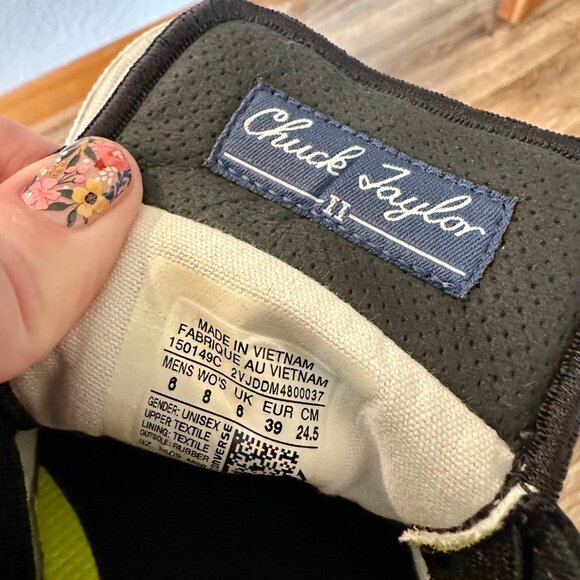 Chuck Taylor
II
MADE IN VIETNAM
FABRIQUE AU VIETNAM
150149C 2VJDDM4800037
MENS WO'S UK EUR CM
6 8 6 39 24.5
GENDER: UNISEX
UPPER: TEXTILE
LINING: TEXTILE
OUTSOLE: RUBBER
CONVERSE